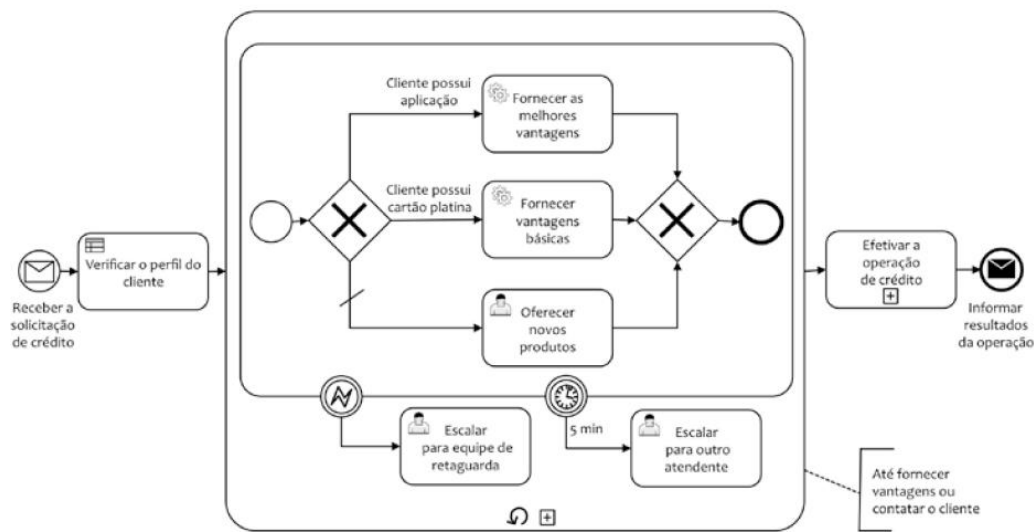 Cliente possui
aplicação
Fornecer as
melhores
vantagens
Cliente possui
cartão platina
Fornecer
vantagens
básicas
Verificar o perfil do
cliente
Efetivar a
operação
de crédito
Receber a
solicitação
de crédito
Oferecer
novos
produtos
Informar
resultados
da operação
5 min
Escalar
para equipe de
retaguarda
Escalar
para outro
atendente
Até fornecer
vantagens ou
contatar o cliente